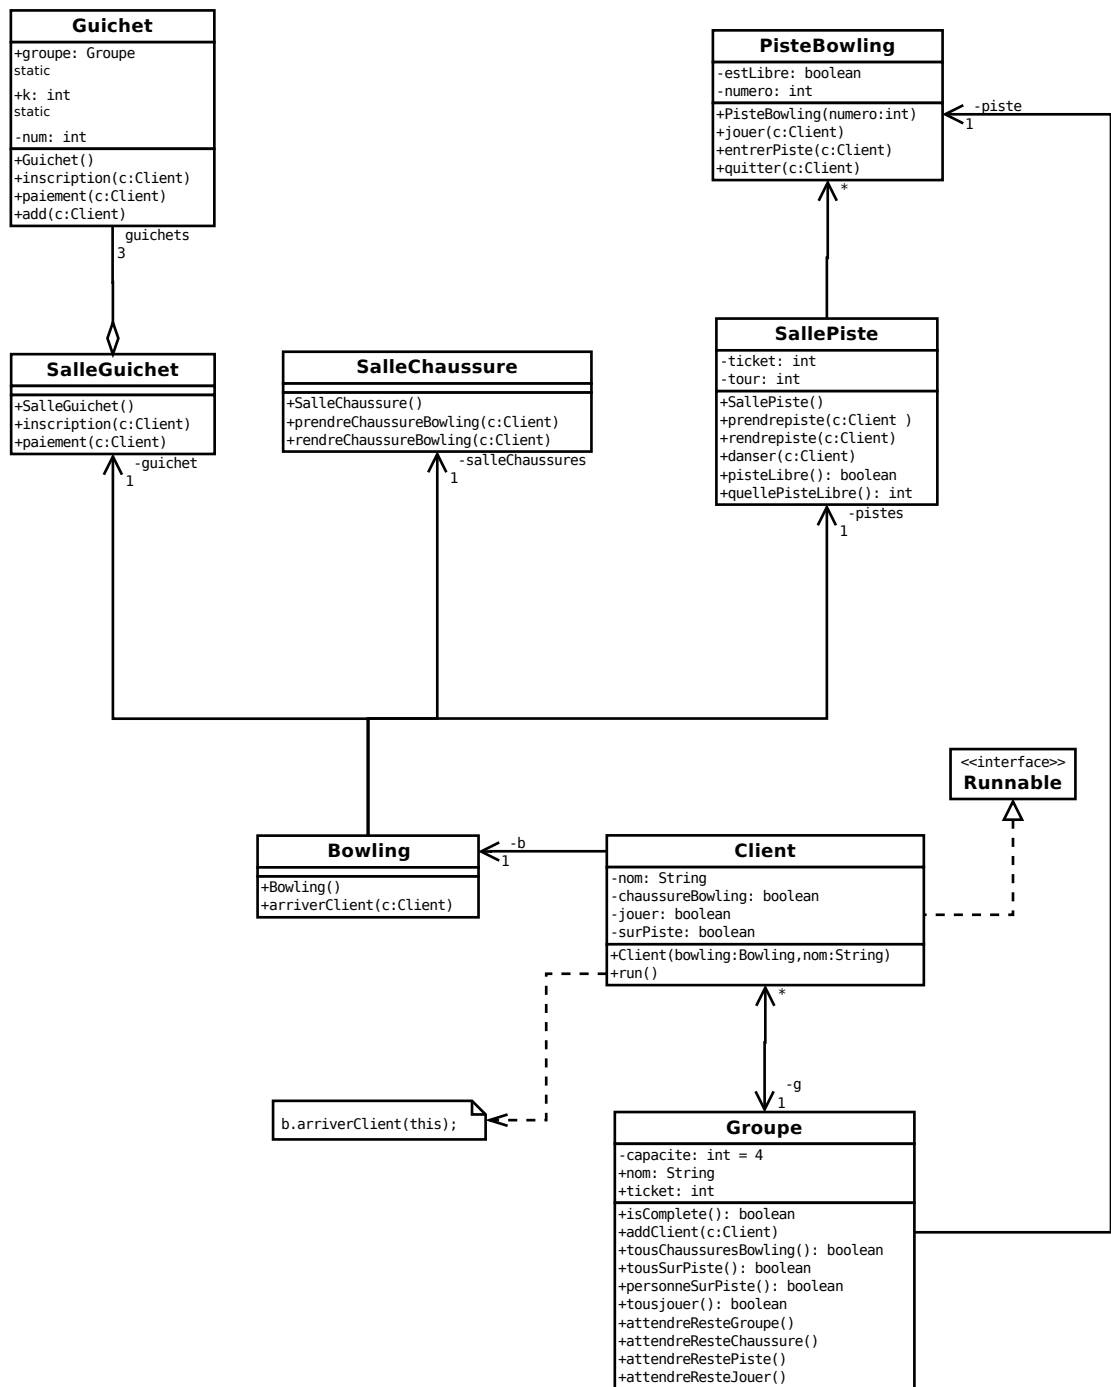 Guichet
+groupe: Groupe
static
+k: int
static
-num: int
+Guichet()
+inscription(c:Client)
+paiement(c:Client)
+add(c:Client)
guichets
3
SalleGuichet
+SalleGuichet()
+inscription(c:Client)
+paiement(c:Client)
-guichet
1
SalleChaussure
+SalleChaussure()
+prendreChaussureBowling(c:Client)
+rendreChaussureBowling(c:Client)
-salleChaussures
1
PisteBowling
-estLibre: boolean
-numero: int
+PisteBowling(numero:int)
+jouer(c:Client)
+entrerPiste(c:Client)
+quitter(c:Client)
-piste
1
*
SallePiste
-ticket: int
-tour: int
+SallePiste()
+prendrepiste(c:Client )
+rendrepiste(c:Client)
+danser(c:Client)
+pisteLibre(): boolean
+quellePisteLibre(): int
-pistes
1
<<interface>>
Runnable
Bowling
+Bowling()
+arriverClient(c:Client)
-b
1
Client
-nom: String
-chaussureBowling: boolean
-jouer: boolean
-surPiste: boolean
+Client(bowling:Bowling,nom:String)
+run()
*
-g
1
b.arriverClient(this);
Groupe
-capacite: int = 4
+nom: String
+ticket: int
+isComplete(): boolean
+addClient(c:Client)
+tousChaussuresBowling(): boolean
+tousSurPiste(): boolean
+personneSurPiste(): boolean
+tousjouer(): boolean
+attendreResteGroupe()
+attendreResteChaussure()
+attendreRestePiste()
+attendreResteJouer()